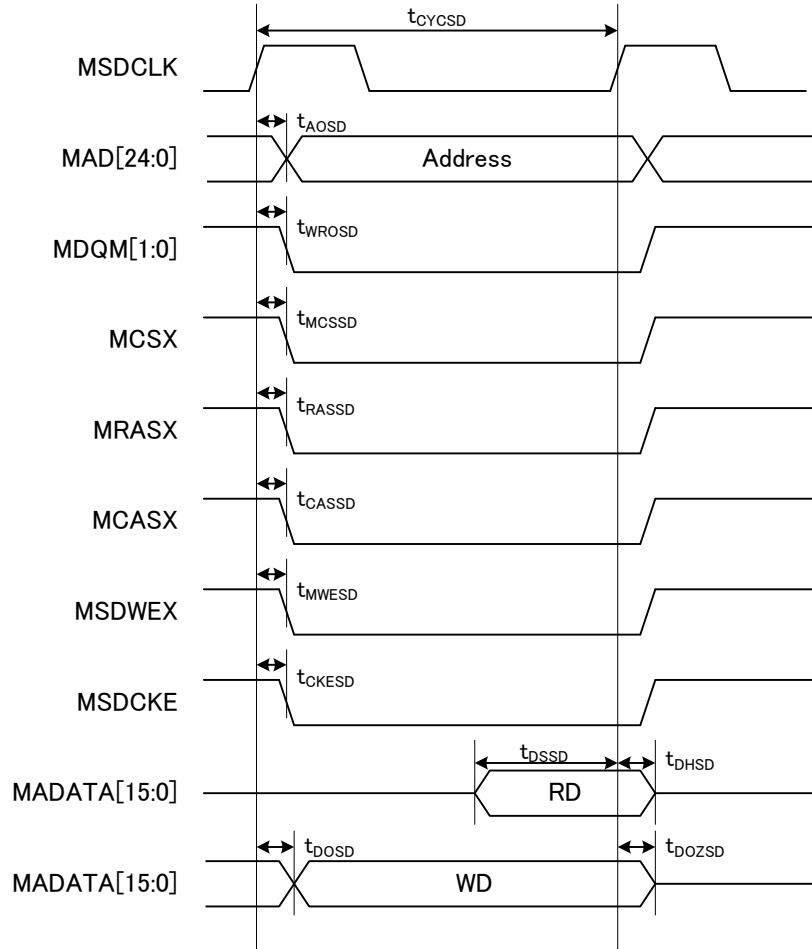 tCYCSD
MSDCLK
tAOSD
MAD[24:0]
Address
tWROSD
MDQM[1:0]
tMCSSD
MCSX
tRASSD
MRASX
tCASSD
MCASX
tMWESD
MSDWEX
tCKESD
MSDCKE
tDSSD
tDHSD
MADATA[15:0]
RD
tDOSD
tDOZSD
MADATA[15:0]
WD